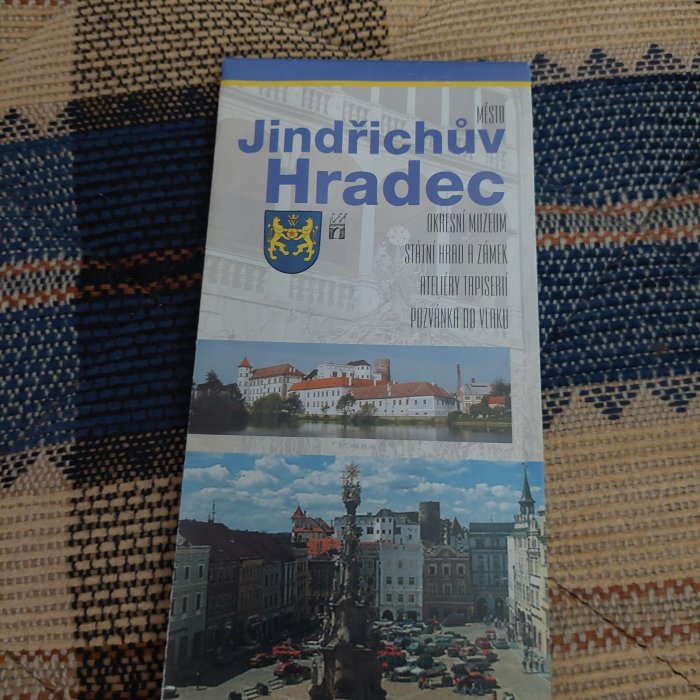 MĚSTO
Jindřichův
Hradec
OKRESNÍ MUZEUM
STÁTNÍ HRAD A ZÁMEK
ATELIÉRY TAPISERIÍ
POZVÁNKA DO VLAKU